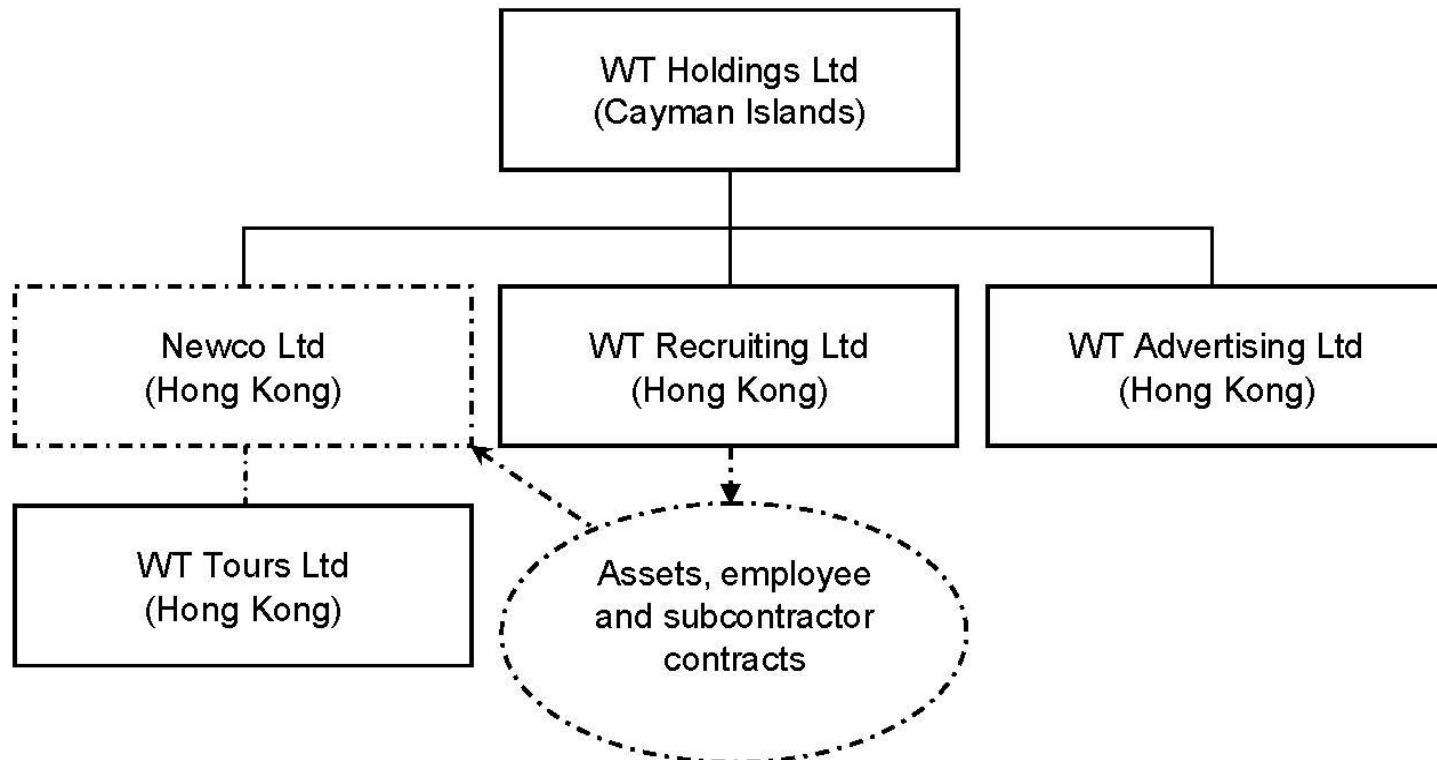 WT Holdings Ltd
(Cayman Islands)
Newco Ltd
(Hong Kong)
WT Recruiting Ltd
(Hong Kong)
WT Advertising Ltd
(Hong Kong)
WT Tours Ltd
(Hong Kong)
Assets, employee
and subcontractor
contracts